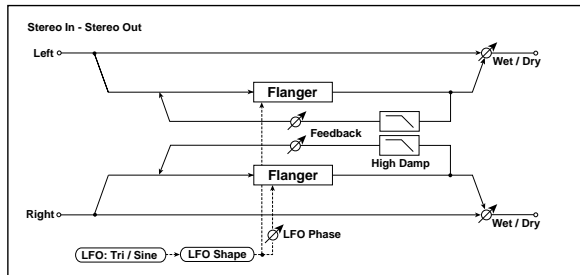 Stereo In - Stereo Out
Left
Wet / Dry
Flanger
Feedback
High Damp
Flanger
Right
Wet / Dry
LFO Phase
LFO: Tri / Sine
LFO Shape